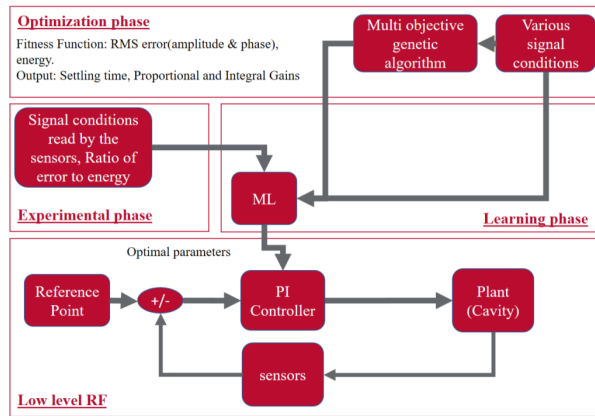 Optimization phase
Fitness Function: RMS error(amplitude & phase),
energy.
Output: Settling time, Proportional and Integral Gains
Multi objective
genetic
algorithm
Various
signal
conditions
Signal conditions
read by the
sensors, Ratio of
error to energy
Experimental phase
ML
Learning phase
Optimal parameters
Reference
Point
+/-
PI
Controller
Plant
(Cavity)
sensors
Low level RF